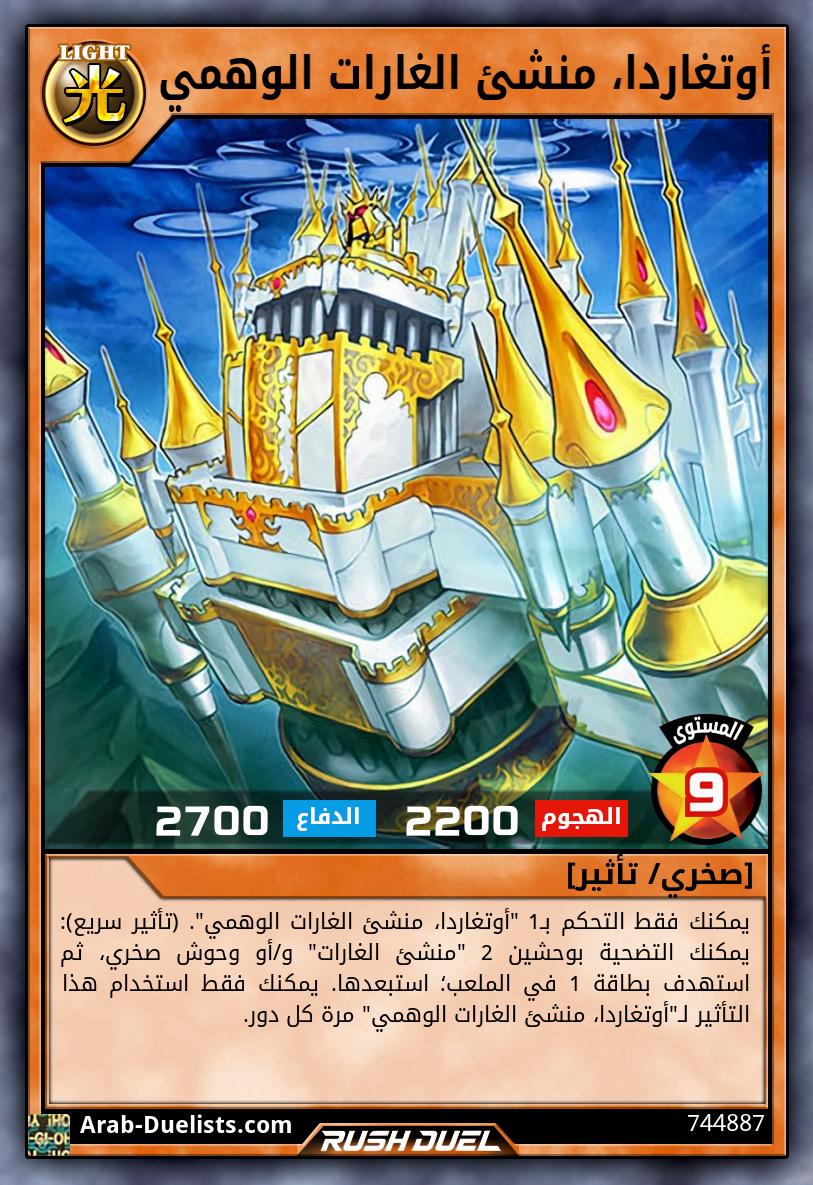 LIGHT
光
أوتغاردا، منشئ الغارات الوهمي
المستوى
9
الهجوم 2200 الدفاع 2700
[صخري/ تأثير]
يمكنك فقط التحكم بـ1 "أوتغاردا، منشئ الغارات الوهمي". (تأثير سريع):
يمكنك التضحية بوحشين 2 "منشئ الغارات" و/أو وحوش صخري، ثم
استهدف بطاقة 1 في الملعب؛ استبعدها. يمكنك فقط استخدام هذا
التأثير لـ"أوتغاردا، منشئ الغارات الوهمي" مرة كل دور.
Arab-Duelists.com
RUSH DUEL
744887